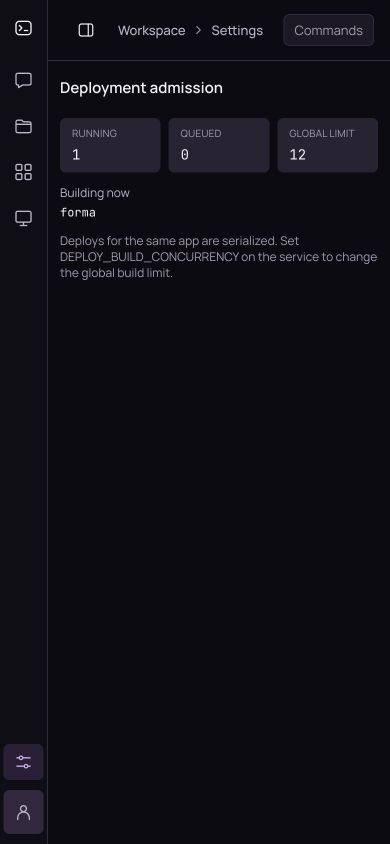 Workspace > Settings
Commands
Deployment admission
RUNNING
1
QUEUED
0
GLOBAL LIMIT
12
Building now
forma
Deploys for the same app are serialized. Set
DEPLOY_BUILD_CONCURRENCY on the service to change
the global build limit.